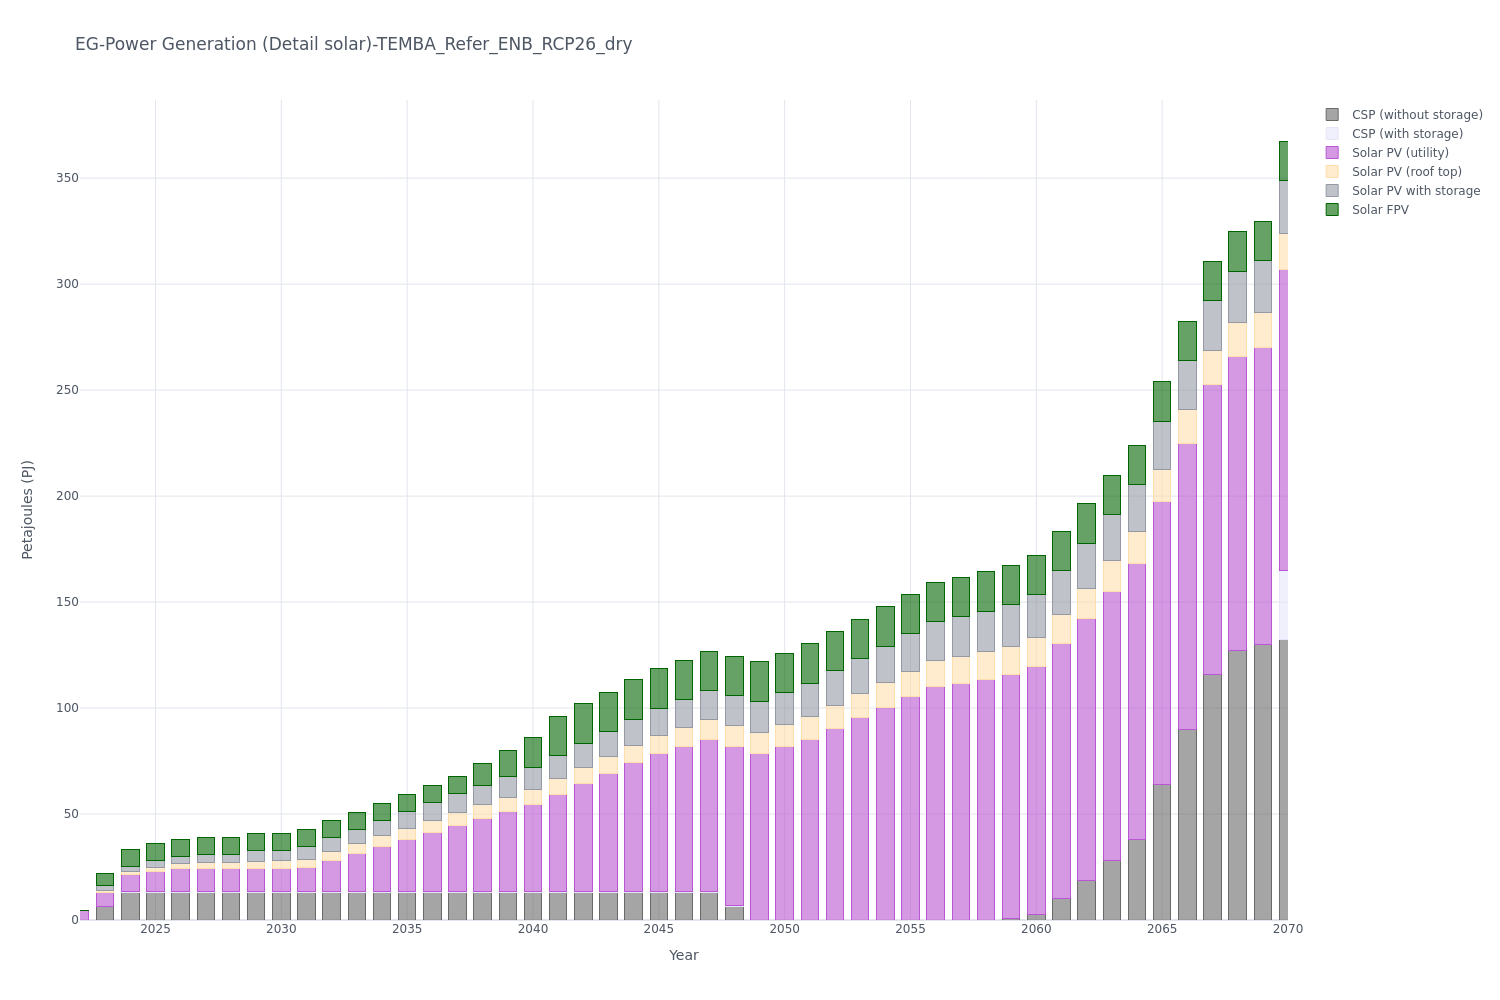 EG-Power Generation (Detail solar)-TEMBA_Refer_ENB_RCP26_dry
CSP (without storage)
CSP (with storage)
Solar PV (utility)
Solar PV (roof top)
Solar PV with storage
Solar FPV
350
300
250
200
150
100
50
0
Petajoules (PJ)
2025 2030 2035 2040 2045 2050 2055 2060 2065 2070
Year